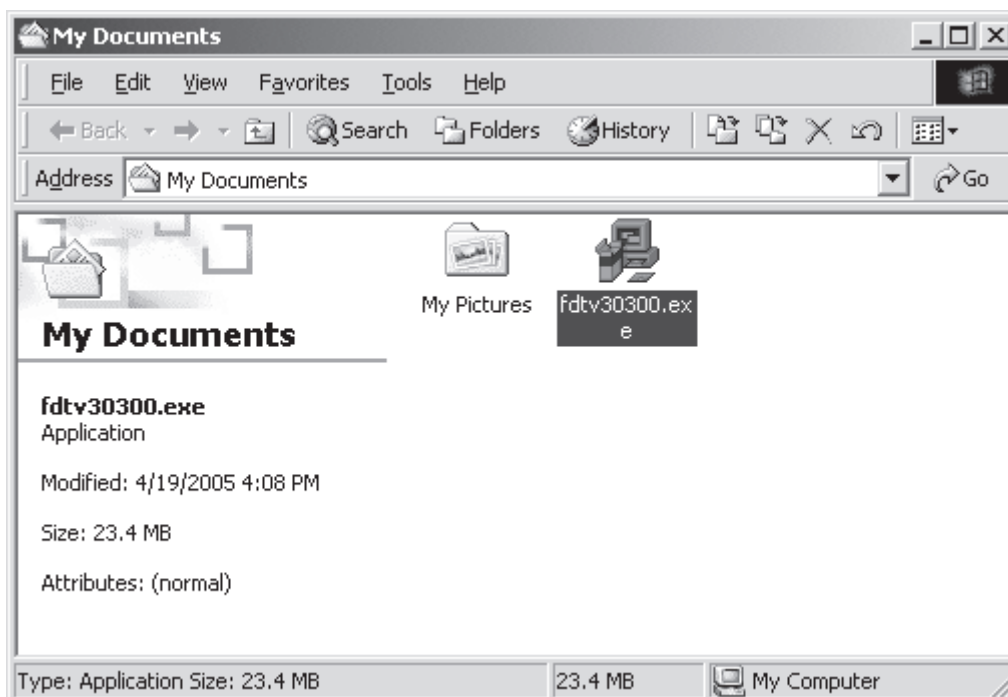 My Documents
File Edit View Favorites Tools Help
Back Search Folders History
Address My Documents Go
My Pictures
fdtv30300.ex
e
My Documents
fdtv30300.exe
Application
Modified: 4/19/2005 4:08 PM
Size: 23.4 MB
Attributes: (normal)
Type: Application Size: 23.4 MB 23.4 MB My Computer